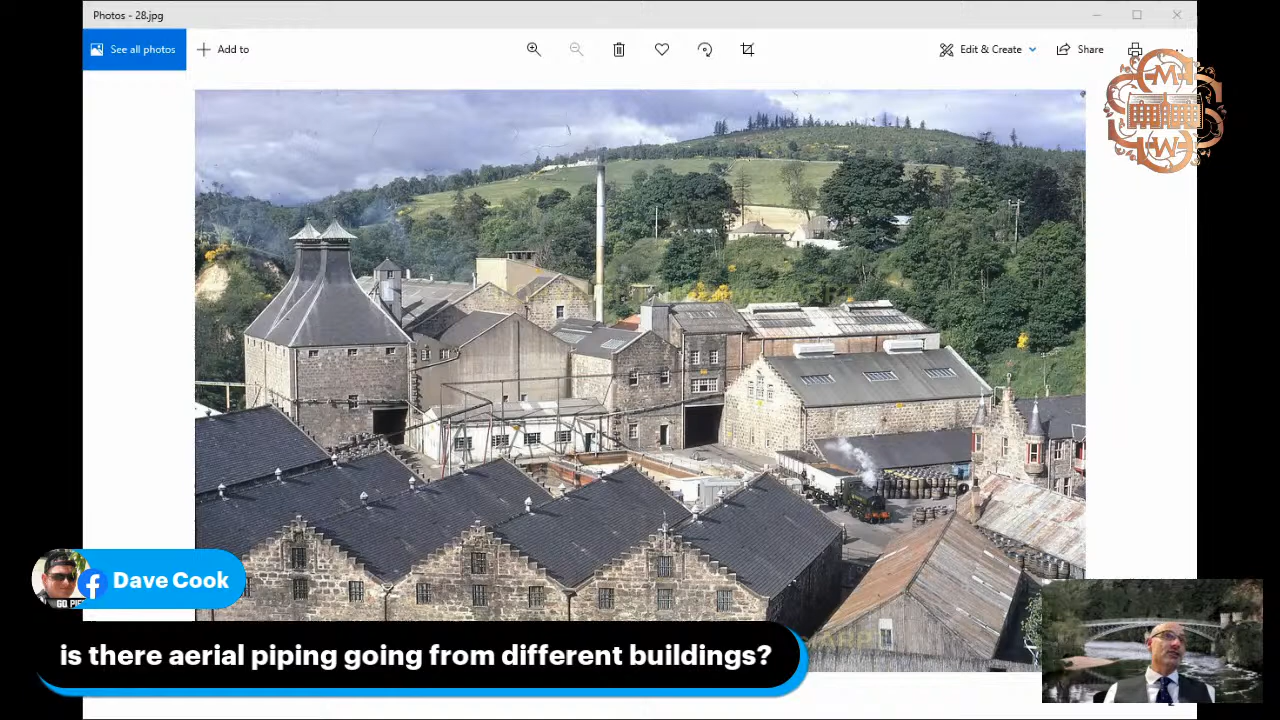 Photos - 28.jpg
See all photos
Add to
Edit & Create
Share
M
W
Dave Cook
is there aerial piping going from different buildings?